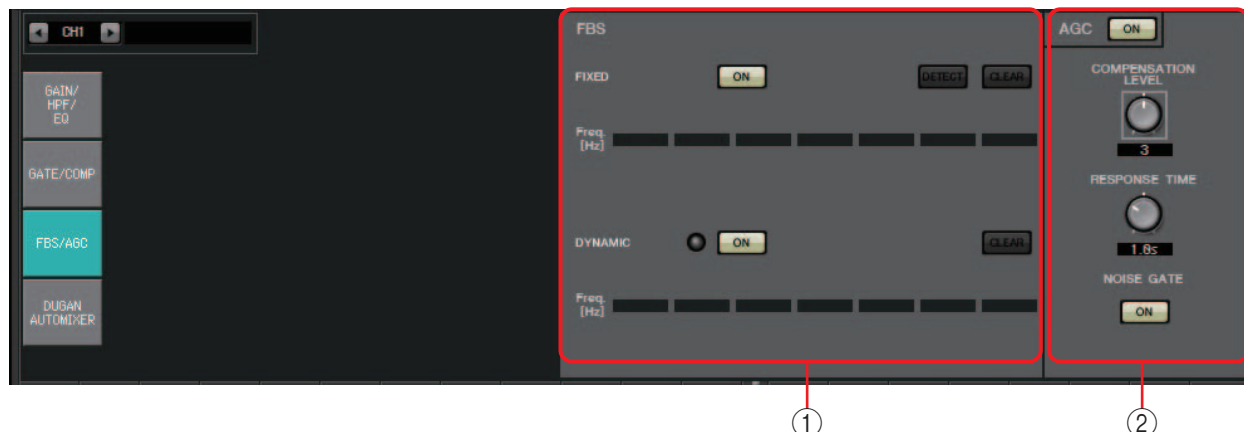 CH1
GAIN/
HPF/
EQ
GATE/COMP
FBS/AGC
DUGAN
AUTOMIXER
FBS
FIXED
ON
DETECT
CLEAR
Freq.
[Hz]
DYNAMIC
ON
CLEAR
Freq.
[Hz]
AGC
ON
COMPENSATION
LEVEL
3
RESPONSE TIME
1.0s
NOISE GATE
ON
①
②